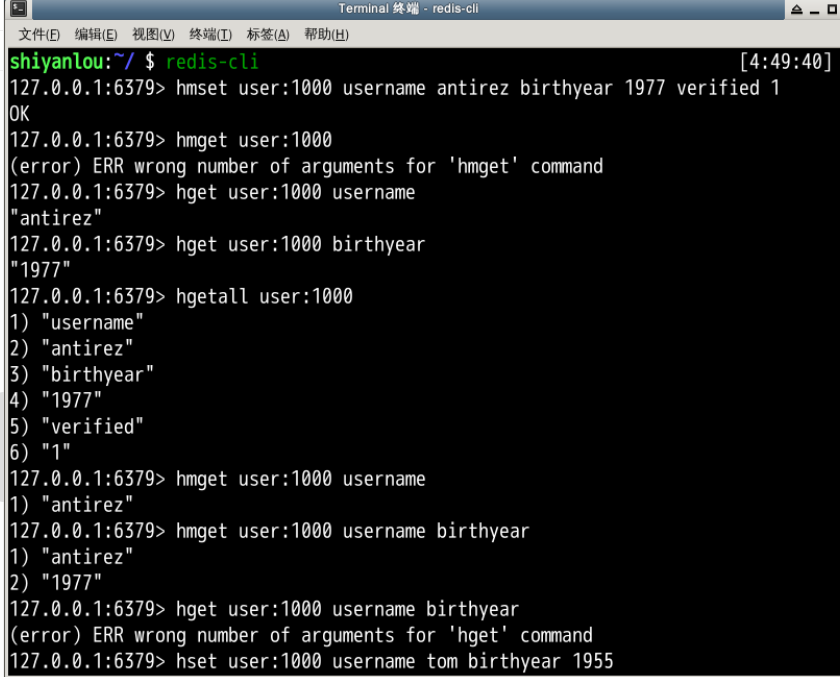 Terminal 终端 - redis-cli
文件(F) 编辑(E) 视图(V) 终端(T) 标签(A) 帮助(H)
shiyanlou:~/ $ redis-cli [4:49:40]
127.0.0.1:6379> hmset user:1000 username antirez birthyear 1977 verified 1
OK
127.0.0.1:6379> hmget user:1000
(error) ERR wrong number of arguments for 'hmget' command
127.0.0.1:6379> hget user:1000 username
"antirez"
127.0.0.1:6379> hget user:1000 birthyear
"1977"
127.0.0.1:6379> hgetall user:1000
1) "username"
2) "antirez"
3) "birthyear"
4) "1977"
5) "verified"
6) "1"
127.0.0.1:6379> hmget user:1000 username
1) "antirez"
127.0.0.1:6379> hmget user:1000 username birthyear
1) "antirez"
2) "1977"
127.0.0.1:6379> hget user:1000 username birthyear
(error) ERR wrong number of arguments for 'hget' command
127.0.0.1:6379> hset user:1000 username tom birthyear 1955